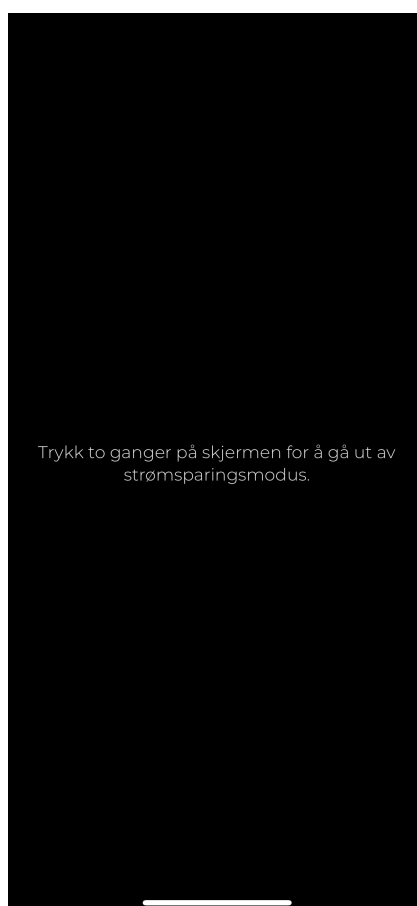 Trykk to ganger på skjermen for å gå ut av
strømsparingsmodus.